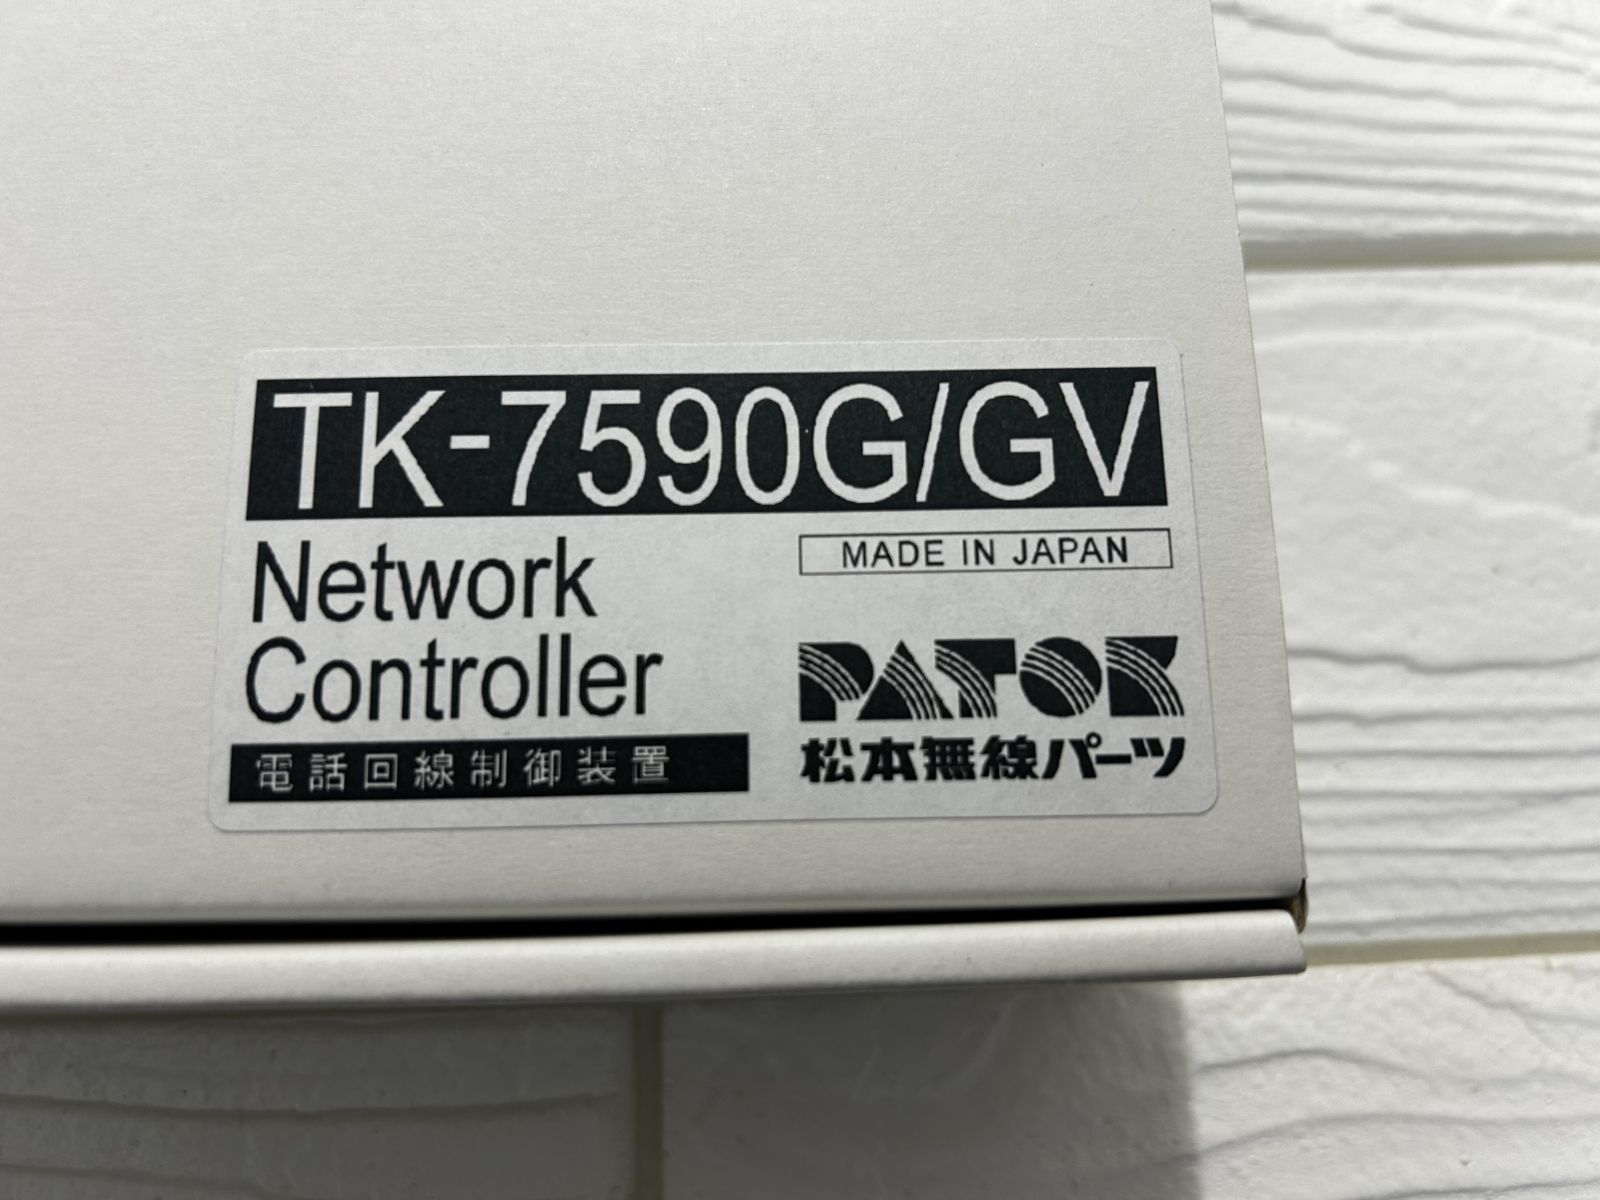 TK-7590G/GV
Network
Controller
MADE IN JAPAN
電話回線制御装置
PATOK
松本無線パーツ